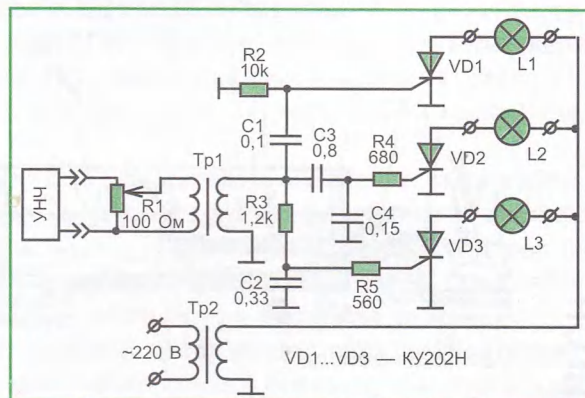 R2
10k
VD1
L1
C1
0,1
C3
0,8
R4
680
VD2
L2
Тр1
УНЧ
R1
100 Ом
R3
1,2k
C4
0,15
VD3
L3
C2
0,33
R5
560
Тр2
~220 В
VD1...VD3 — КУ202Н